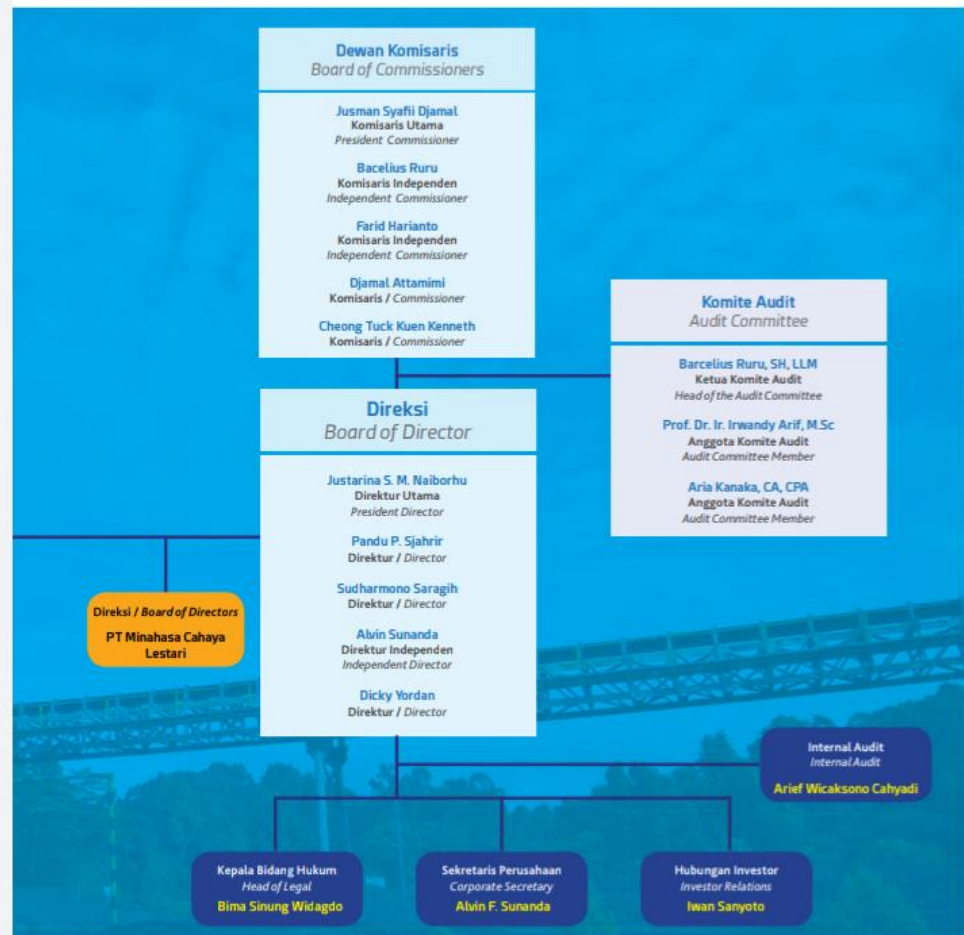 Dewan Komisaris
Board of Commissioners
Jusman Syafii Djamal
Komisaris Utama
President Commissioner
Bacelius Ruru
Komisaris Independen
Independent Commissioner
Farid Harianto
Komisaris Independen
Independent Commissioner
Djamal Attamimi
Komisaris / Commissioner
Cheong Tuck Kuen Kenneth
Komisaris / Commissioner
Komite Audit
Audit Committee
Barcelius Ruru, SH, LLM
Ketua Komite Audit
Head of the Audit Committee
Prof. Dr. Ir. Irwandy Arif, M.Sc
Anggota Komite Audit
Audit Committee Member
Aria Kanaka, CA, CPA
Anggota Komite Audit
Audit Committee Member
Direksi
Board of Director
Justarina S. M. Naiborhu
Direktur Utama
President Director
Pandu P. Sjahrir
Direktur / Director
Sudharmono Saragih
Direktur / Director
Alvin Sunanda
Direktur Independen
Independent Director
Dicky Yordan
Direktur / Director
Direksi / Board of Directors
PT Minahasa Cahaya
Lestari
Internal Audit
Internal Audit
Arief Wicaksono Cahyadi
Kepala Bidang Hukum
Head of Legal
Bima Sinung Widagdo
Sekretaris Perusahaan
Corporate Secretary
Alvin F. Sunanda
Hubungan Investor
Investor Relations
Iwan Sanyoto